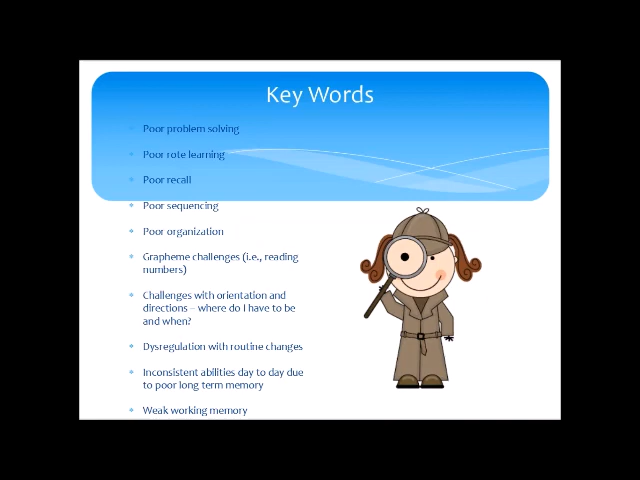 Key Words
Poor problem solving
Poor rote learning
Poor recall
Poor sequencing
Poor organization
Grapheme challenges (i.e., reading
numbers)
Challenges with orientation and
directions – where do I have to be
and when?
Dysregulation with routine changes
Inconsistent abilities day to day due
to poor long term memory
Weak working memory